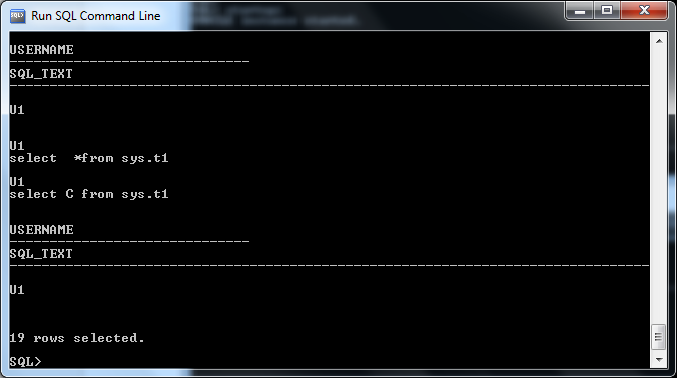 Run SQL Command Line
USERNAME
------------------------------
SQL_TEXT
--------------------------------------------------------------------------------
U1
U1
select  *from sys.t1
U1
select C from sys.t1
USERNAME
------------------------------
SQL_TEXT
--------------------------------------------------------------------------------
U1
19 rows selected.
SQL>